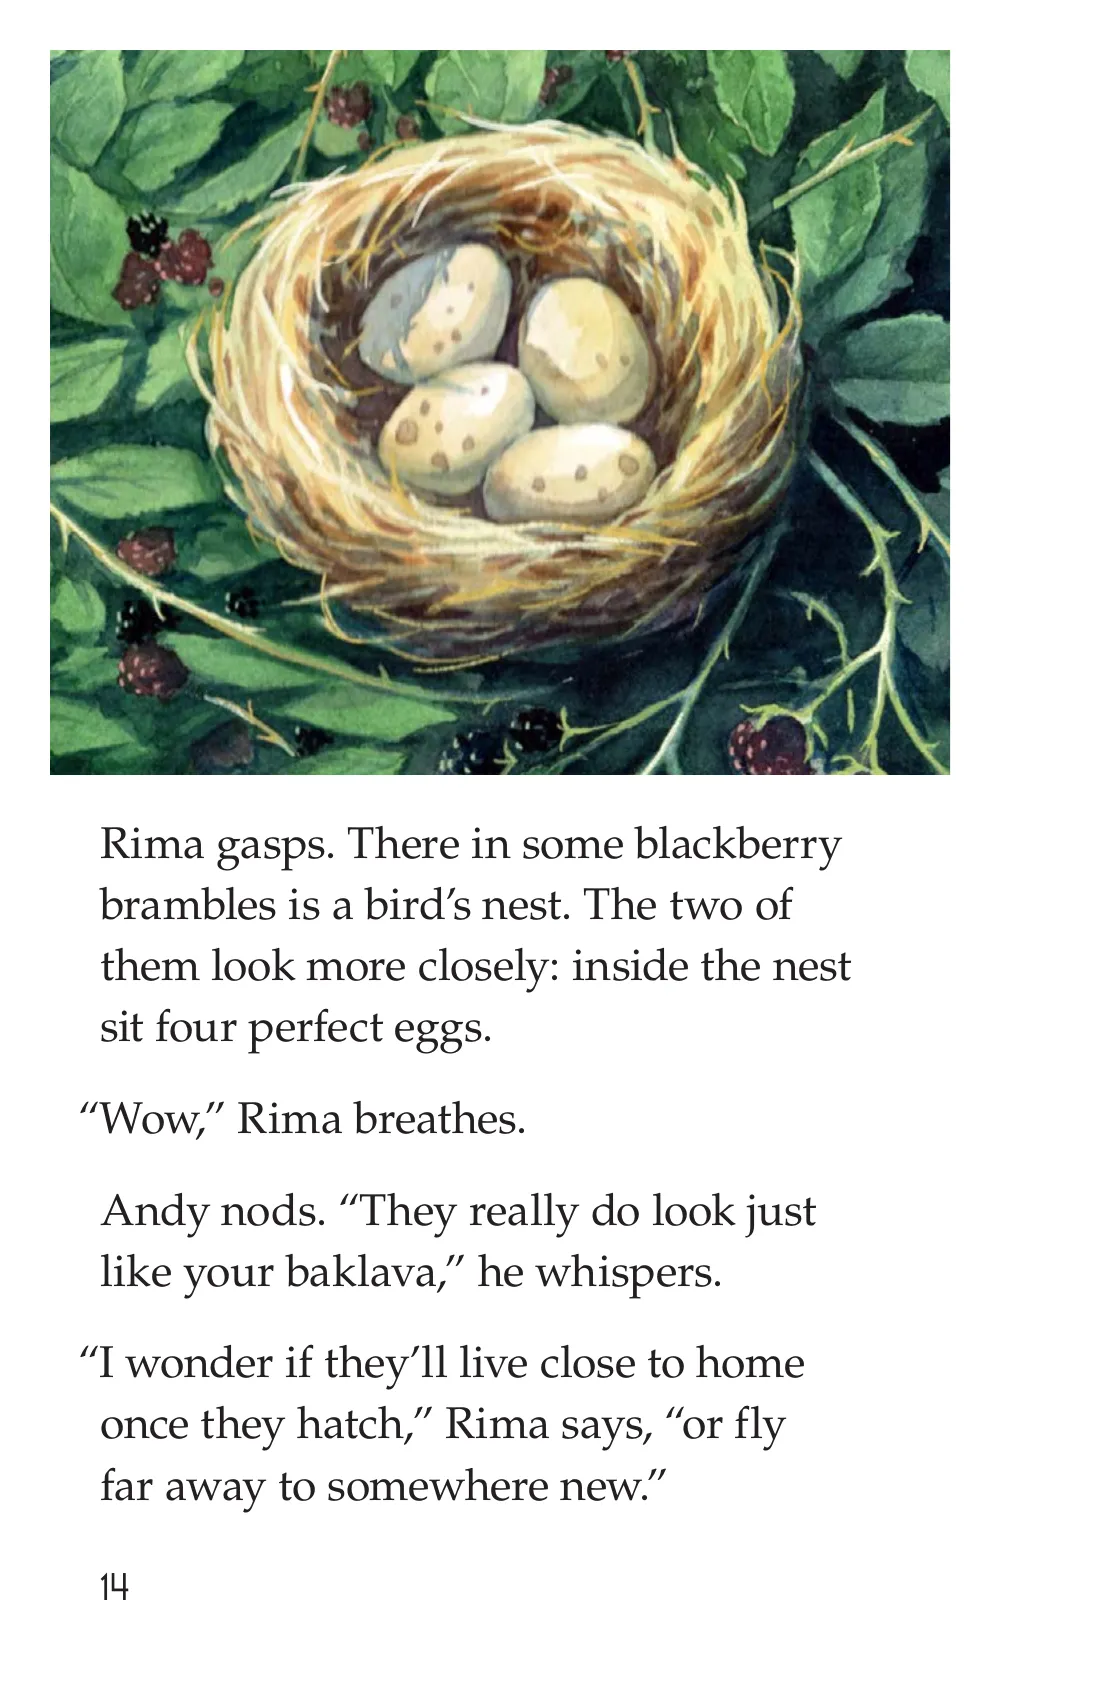 Rima gasps. There in some blackberry
brambles is a bird’s nest. The two of
them look more closely: inside the nest
sit four perfect eggs.
“Wow,” Rima breathes.
Andy nods. “They really do look just
like your baklava,” he whispers.
“I wonder if they’ll live close to home
once they hatch,” Rima says, “or fly
far away to somewhere new.”
14